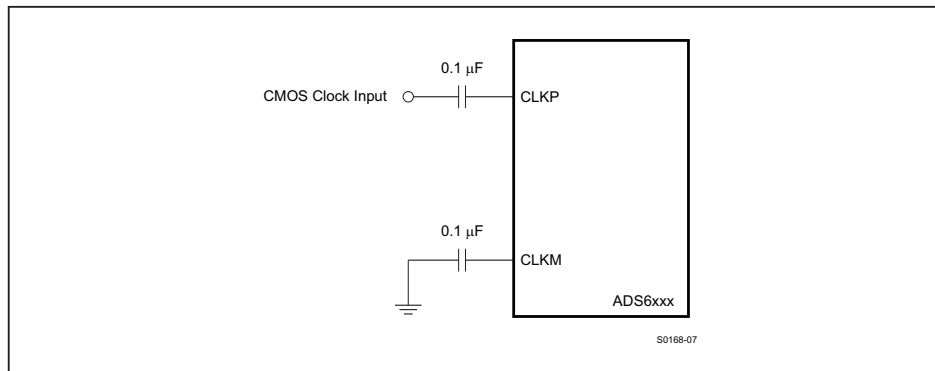 0.1 μF
CMOS Clock Input
CLKP
0.1 μF
CLKM
ADS6xxx
S0168-07